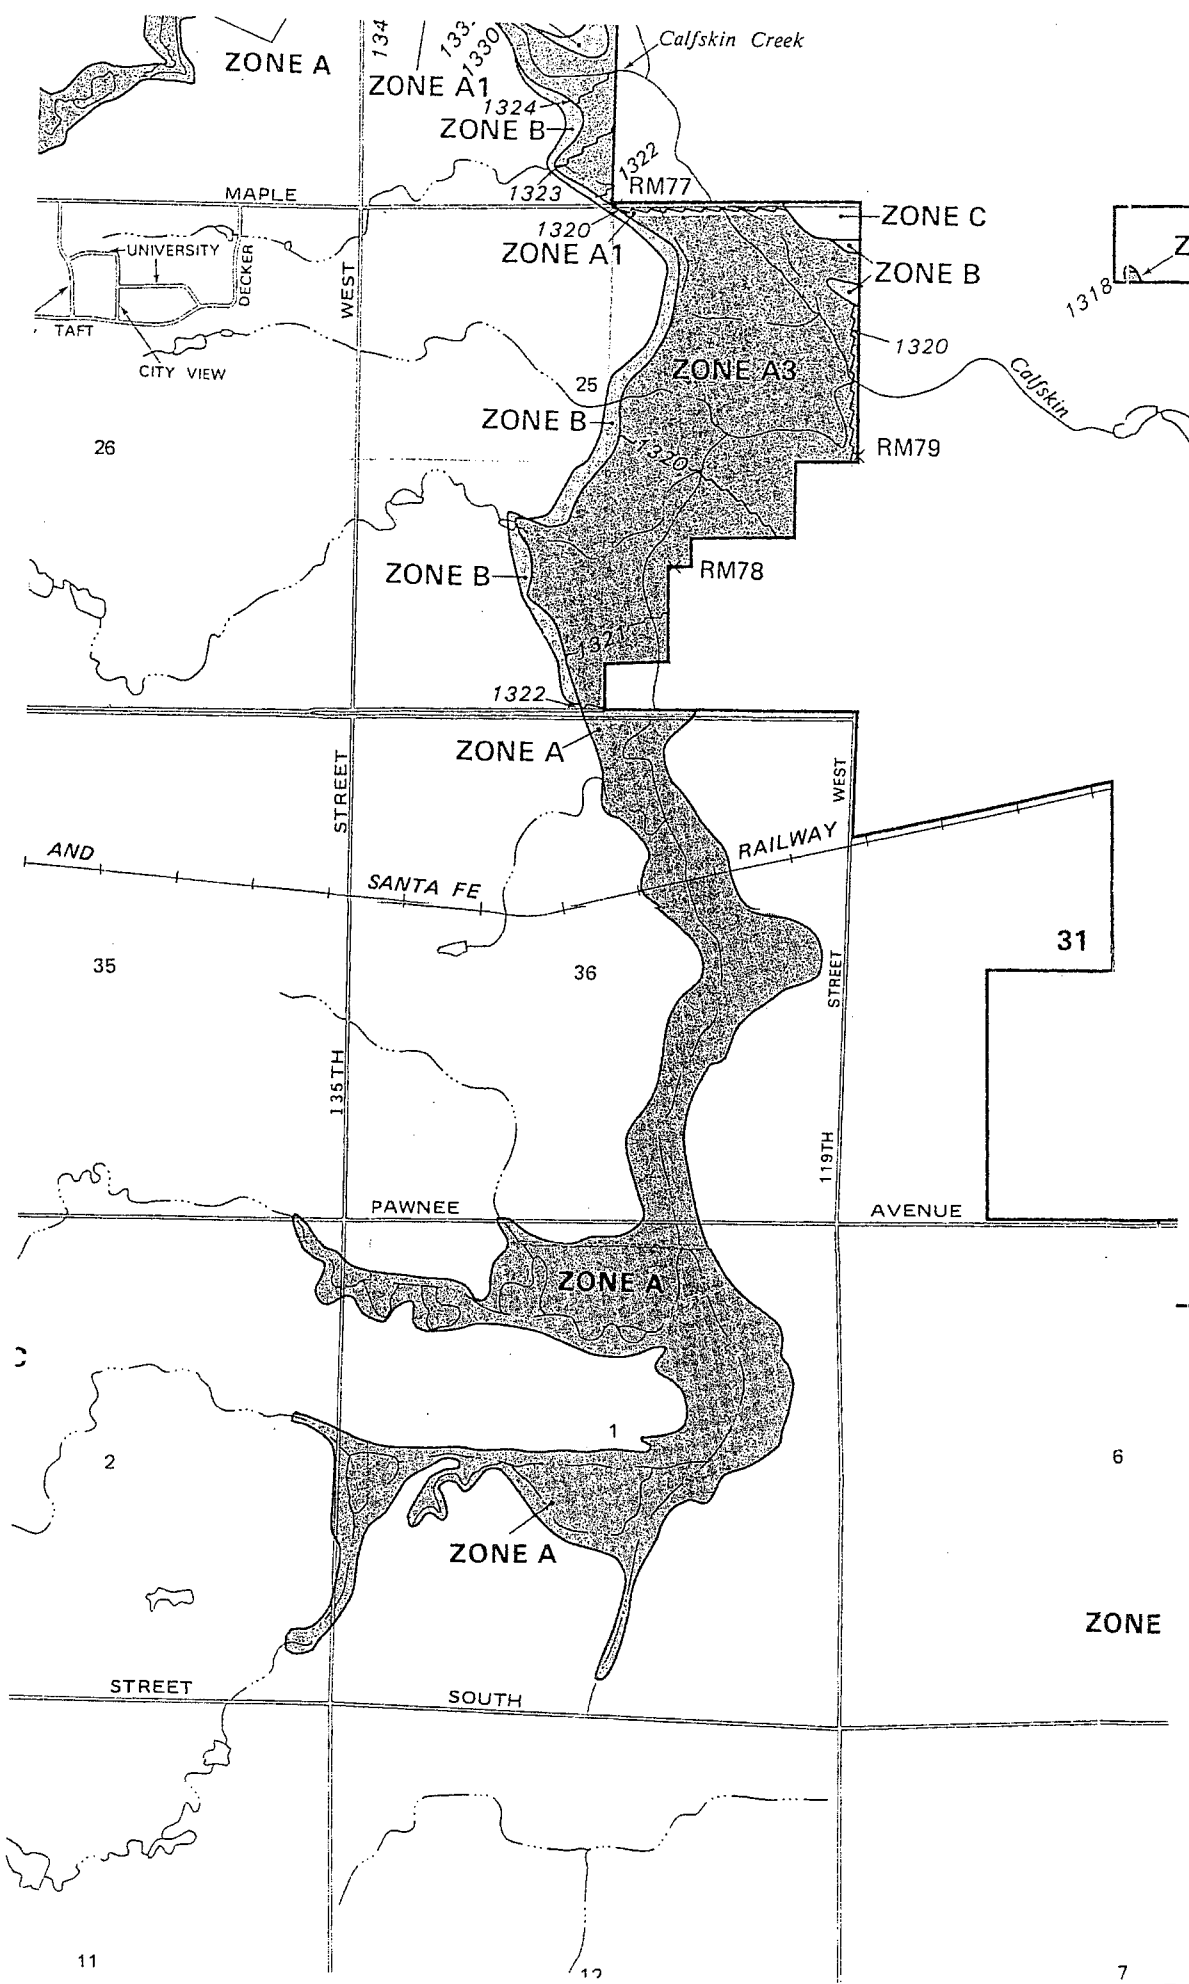 134
133
1330
Calfskin Creek
ZONE A
ZONE A1
1324
ZONE B
1322
RM77
1323
MAPLE
1320
ZONE C
ZONE A1
UNIVERSITY
DECKER
WEST
ZONE B
Z
1318
TAFT
CITY VIEW
1320
ZONE A3
25
Calfskin
ZONE B
26
1320
RM79
ZONE B
RM78
1321
1322
ZONE A
STREET
WEST
AND
SANTA FE
RAILWAY
31
35
36
STREET
135TH
119TH
PAWNEE
AVENUE
ZONE A
C
1
2
6
ZONE A
ZONE
STREET
SOUTH
11
12
7